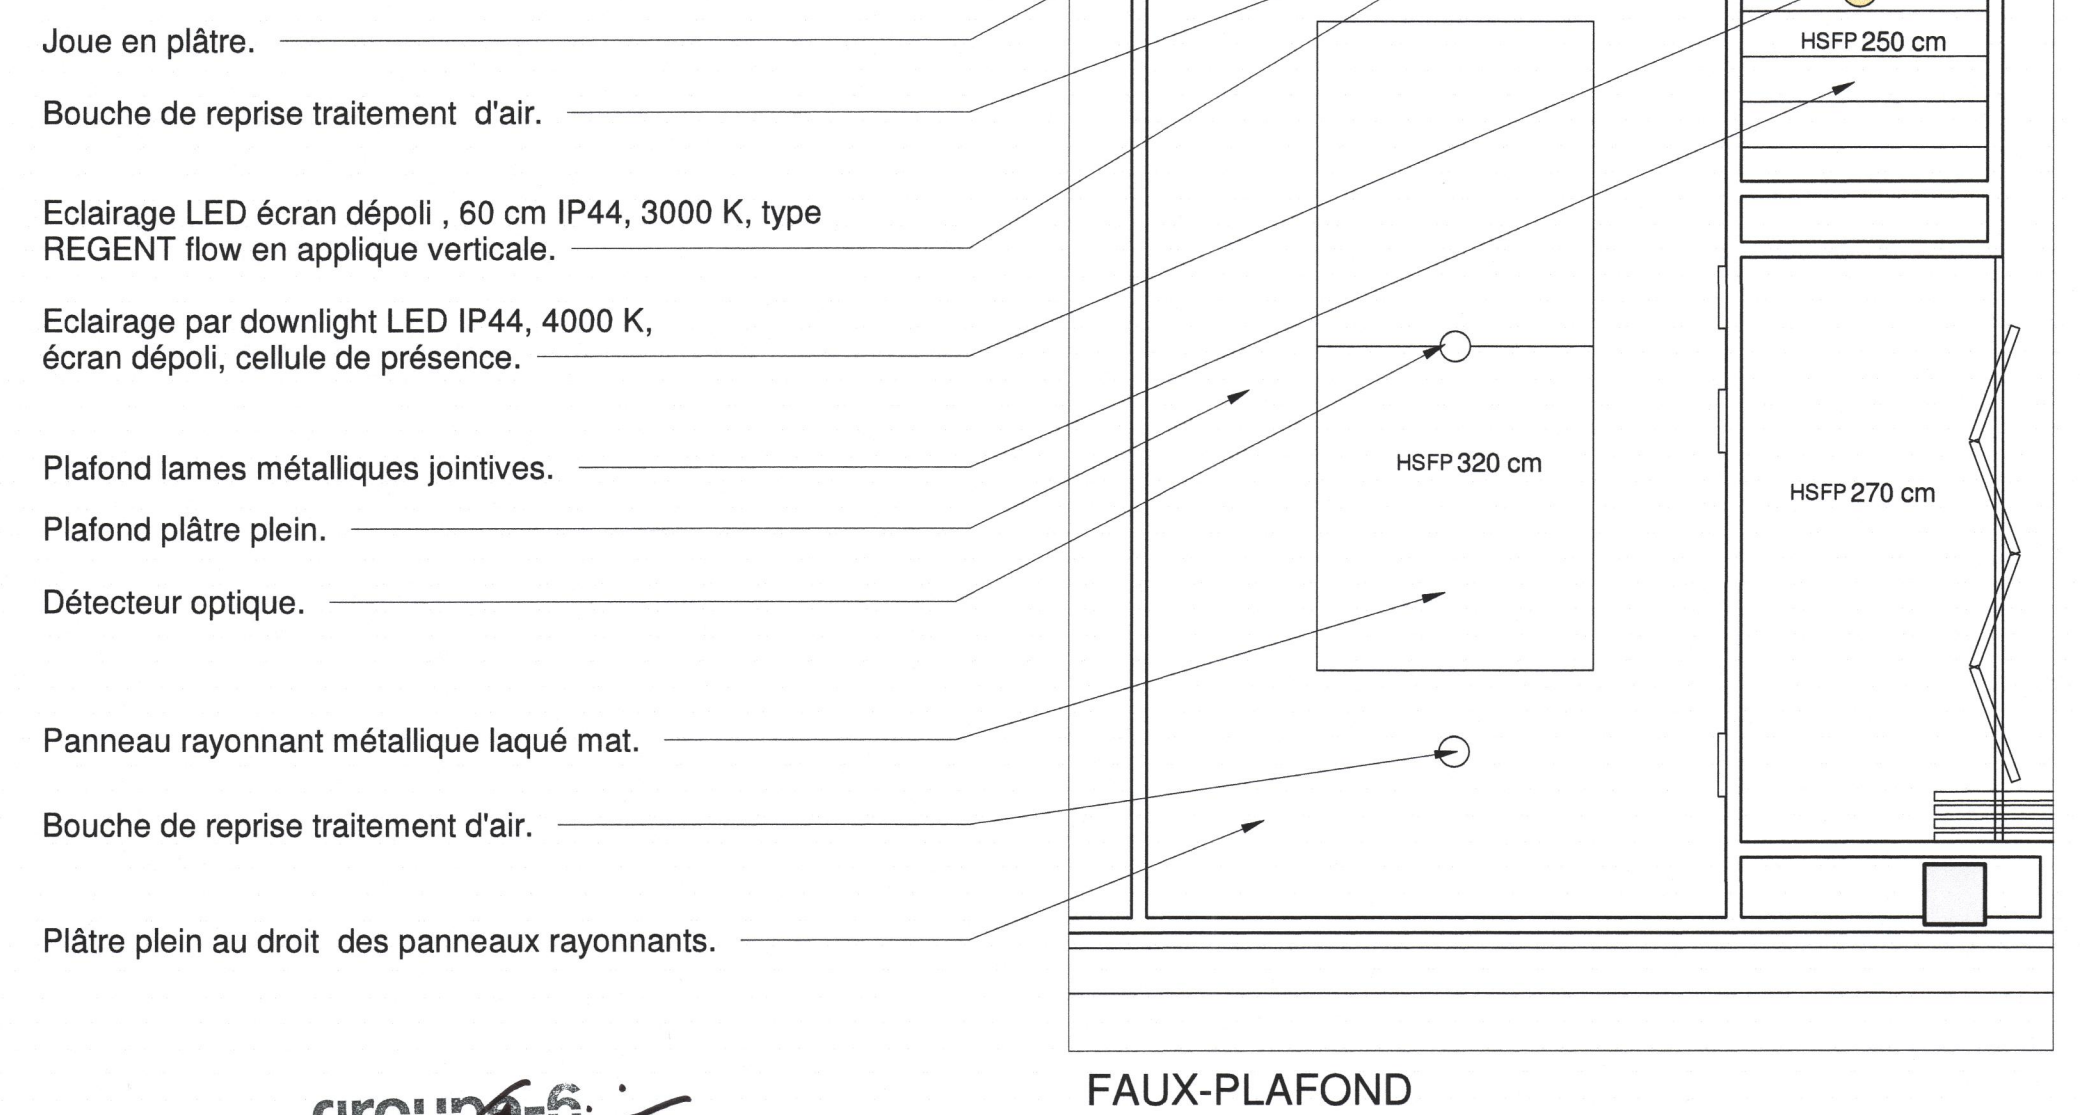 Joue en plâtre.
Bouche de reprise traitement  d'air.
Eclairage LED écran dépoli , 60 cm IP44, 3000 K, type
REGENT flow en applique verticale.
Eclairage par downlight LED IP44, 4000 K,
écran dépoli, cellule de présence.
Plafond lames métalliques jointives.
Plafond plâtre plein.
Détecteur optique.
Panneau rayonnant métallique laqué mat.
Bouche de reprise traitement d'air.
Plâtre plein au droit  des panneaux rayonnants.
HSFP 250 cm
HSFP 320 cm
HSFP 270 cm
FAUX-PLAFOND
groupe-6